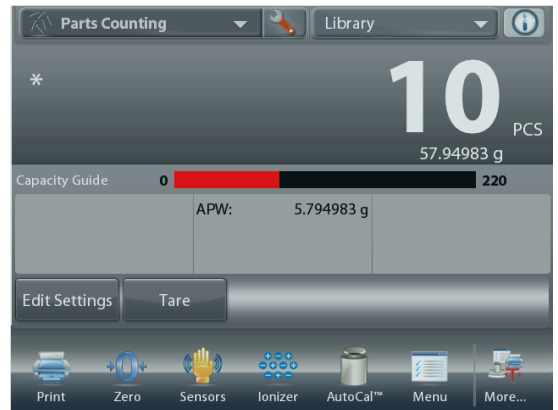 Parts Counting Library
*
10 PCS
57.94983 g
Capacity Guide 0 220
APW: 5.794983 g
Edit Settings Tare
Print Zero Sensors Ionizer AutoCal™ Menu More...